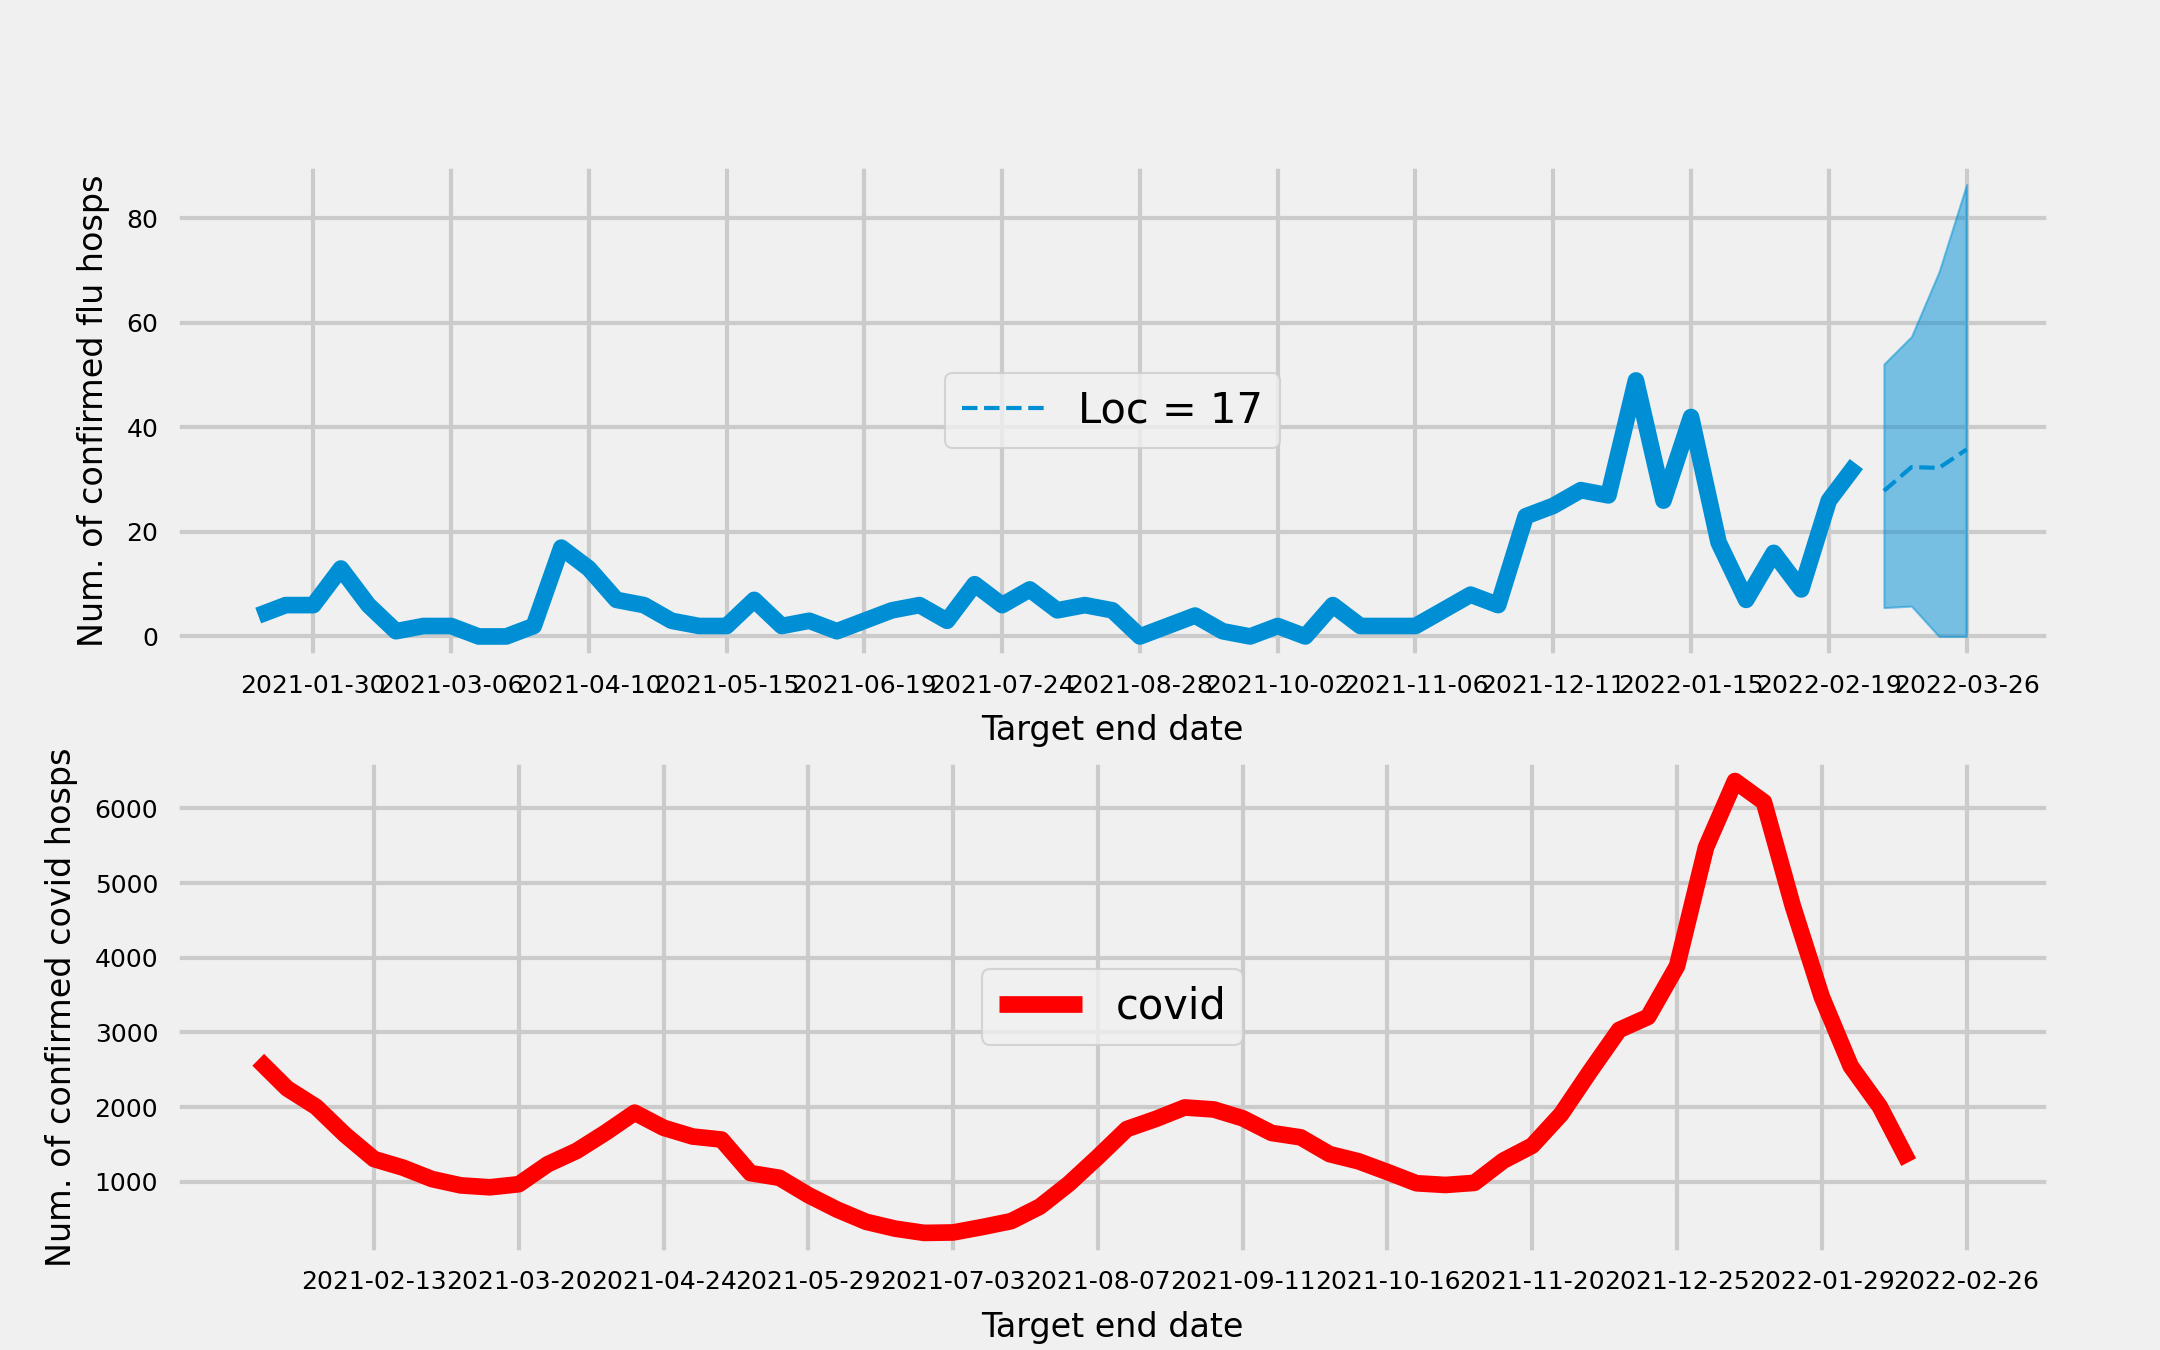 Num. of confirmed flu hosps
80
60
40
20
0
Loc = 17
2021-01-30 2021-03-06 2021-04-10 2021-05-15 2021-06-19 2021-07-24 2021-08-28 2021-10-02 2021-11-06 2021-12-11 2022-01-15 2022-02-19 2022-03-26
Target end date
Num. of confirmed covid hosps
6000
5000
4000
3000
2000
1000
covid
2021-02-13 2021-03-20 2021-04-24 2021-05-29 2021-07-03 2021-08-07 2021-09-11 2021-10-16 2021-11-20 2021-12-25 2022-01-29 2022-02-26
Target end date